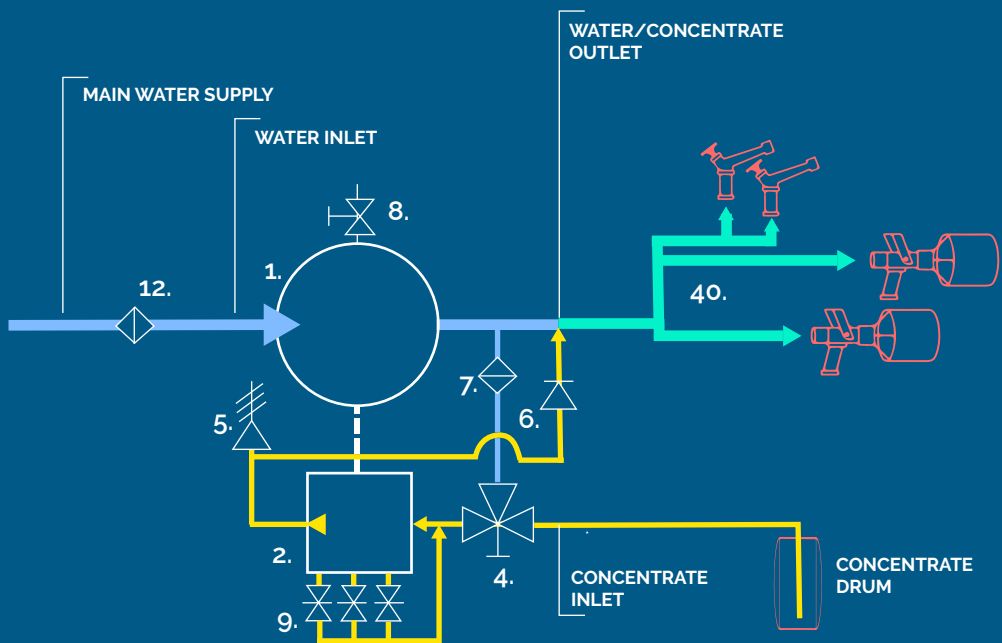 WATER/CONCENTRATE
OUTLET
MAIN WATER SUPPLY
WATER INLET
8.
1.
12.
40.
7.
5.
6.
2.
4.
9.
CONCENTRATE
INLET
CONCENTRATE
DRUM